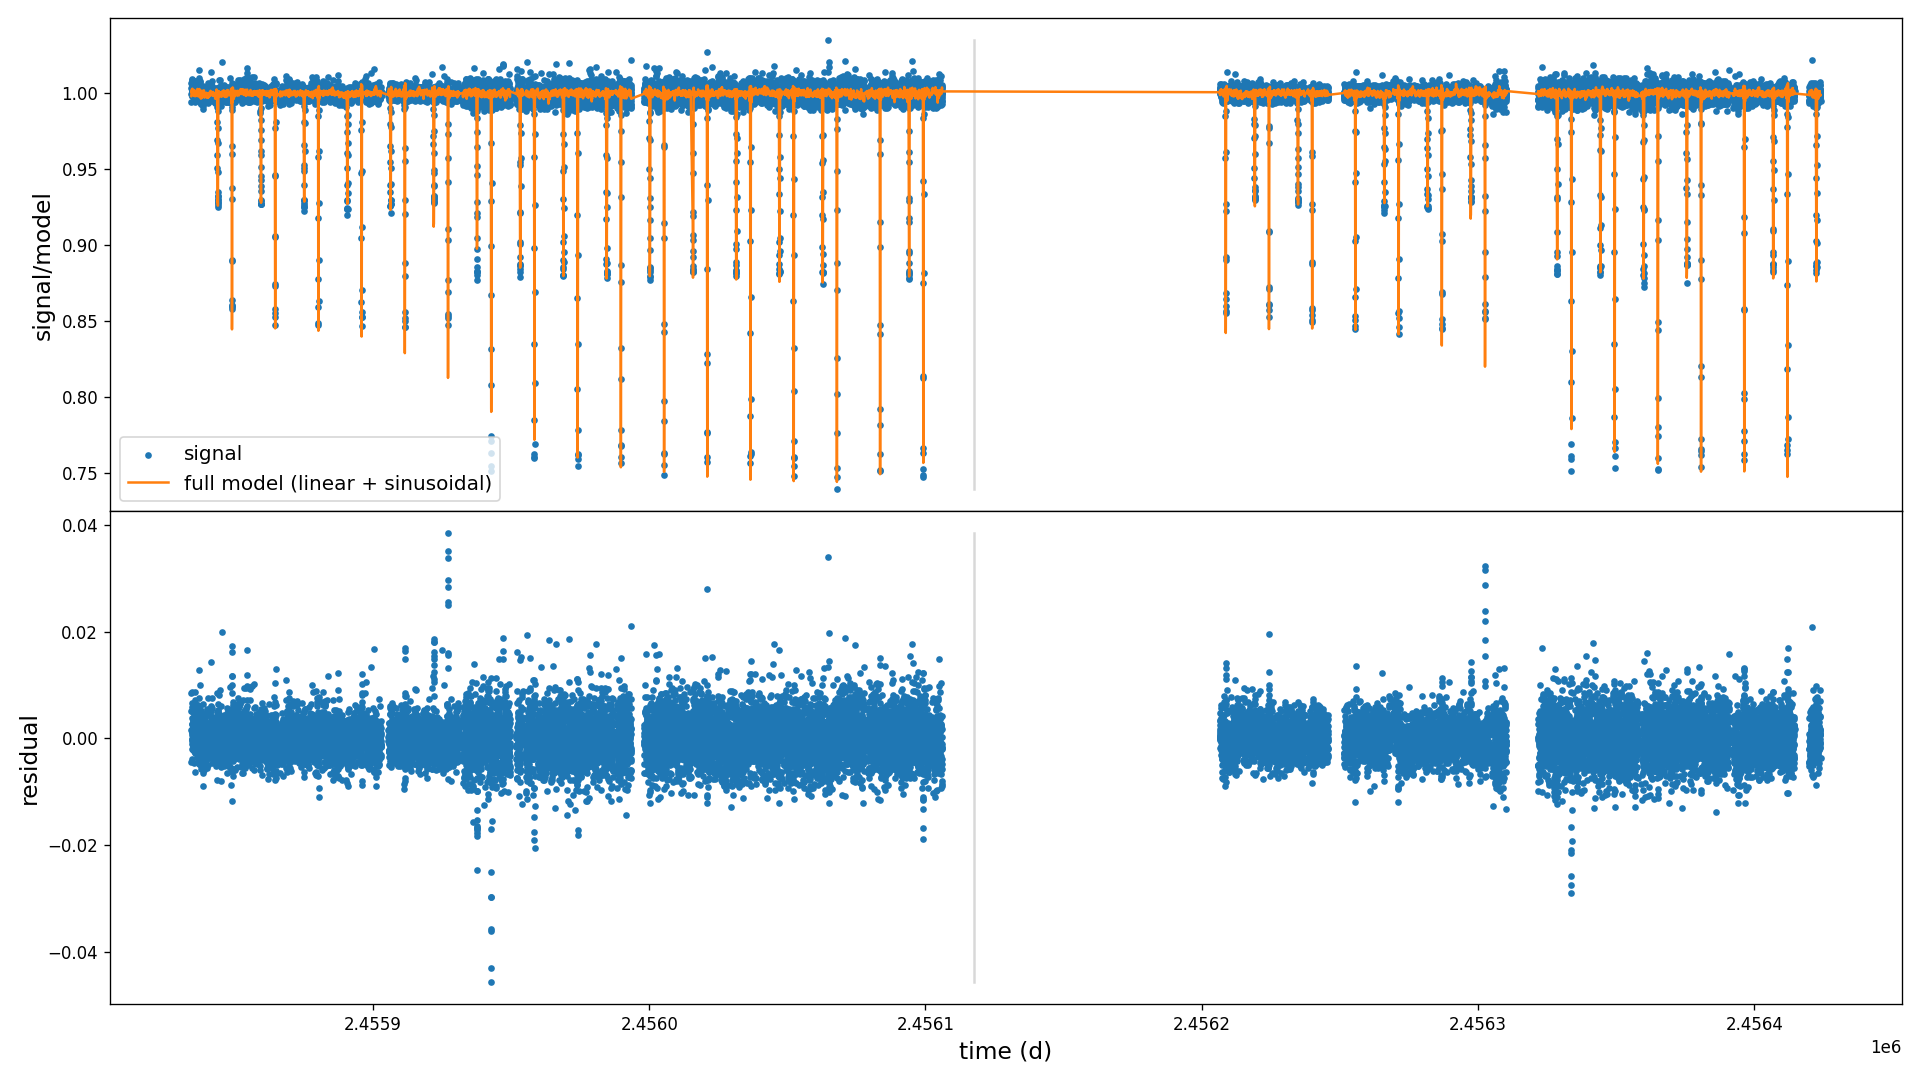 1.00
0.95
0.90
0.85
0.80
0.75
signal/model
signal
full model (linear + sinusoidal)
0.04
0.02
0.00
−0.02
−0.04
residual
2.4559
2.4560
2.4561
2.4562
2.4563
2.4564
1e6
time (d)